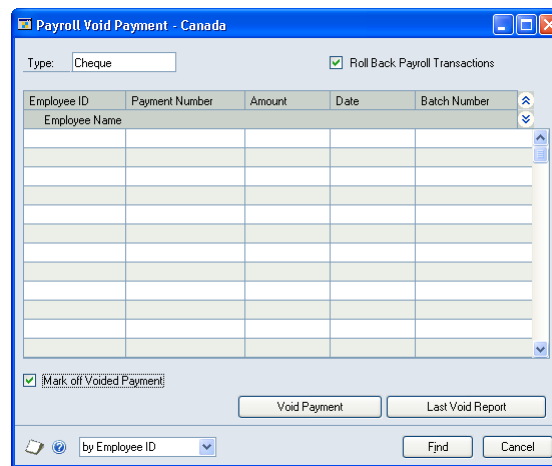 Payroll Void Payment - Canada
Type: Cheque Roll Back Payroll Transactions
Employee ID Payment Number Amount Date Batch Number
Employee Name
Mark off Voided Payment
Void Payment Last Void Report
by Employee ID Find Cancel